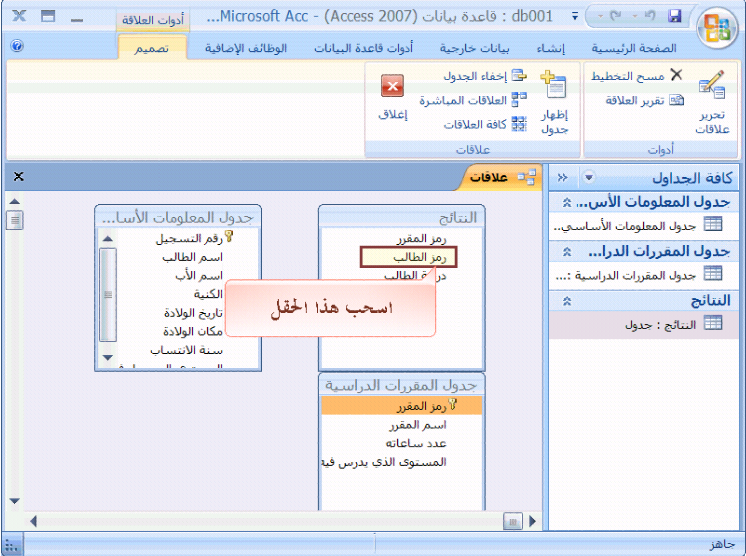 db001 : قاعدة بيانات (Access 2007) - Microsoft Acc...
أدوات العلاقة
الصفحة الرئيسية
إنشاء
بيانات خارجية
أدوات قاعدة البيانات
الوظائف الإضافية
تصميم
تحرير علاقات
مسح التخطيط
تقرير العلاقة
أدوات
إظهار جدول
إخفاء الجدول
العلاقات المباشرة
كافة العلاقات
إغلاق
علاقات
كافة الجداول
جدول المعلومات الأس...
جدول المعلومات الأساسي..
جدول المقررات الدرا...
جدول المقررات الدراسية :...
النتائج
النتائج : جدول
علاقات
النتائج
رمز المقرر
رمز الطالب
درجة الطالب
اسحب هذا الحقل
جدول المعلومات الأسا...
رقم التسجيل
اسم الطالب
اسم الأب
الكنية
تاريخ الولادة
مكان الولادة
سنة الانتساب
جدول المقررات الدراسية
رمز المقرر
اسم المقرر
عدد ساعاته
المستوى الذي يدرس فيه
جاهز